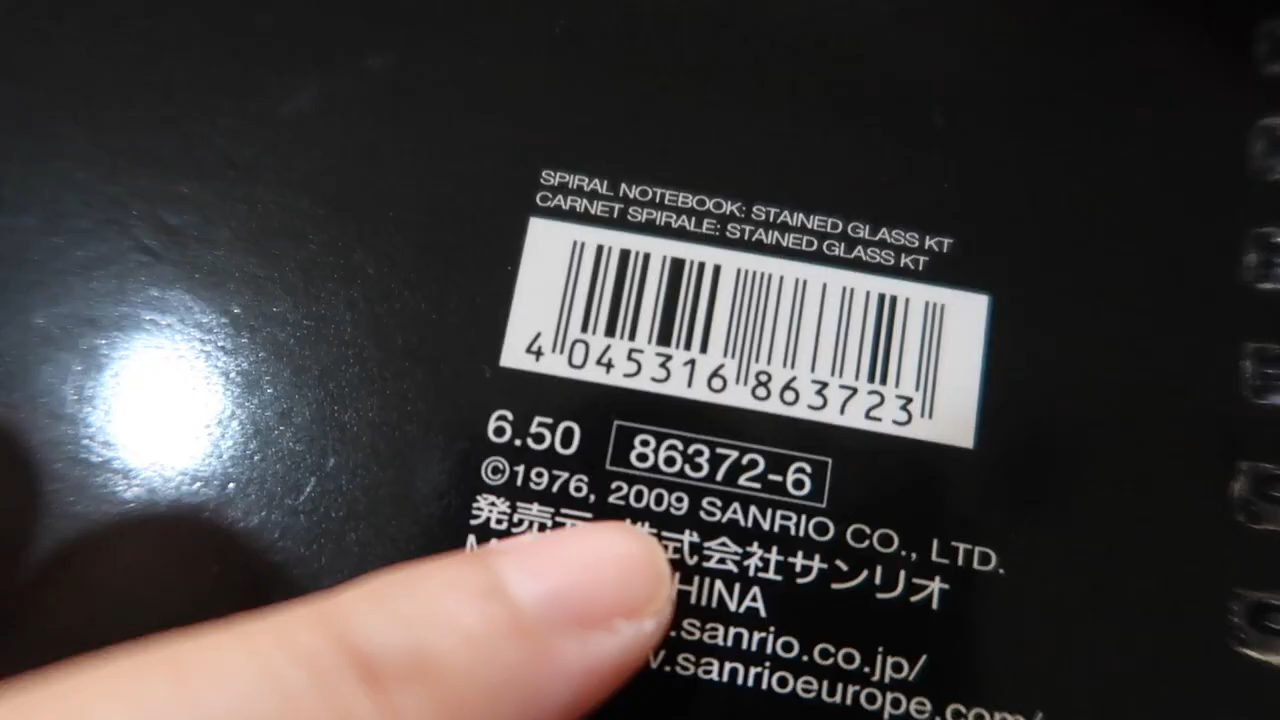 SPIRAL NOTEBOOK: STAINED GLASS KT
CARNET SPIRALE: STAINED GLASS KT
4 045316 863723
6.50 86372-6
©1976, 2009 SANRIO CO., LTD.
発売元 株式会社サンリオ
HINA
.sanrio.co.jp/
.sanrioeurope.com/